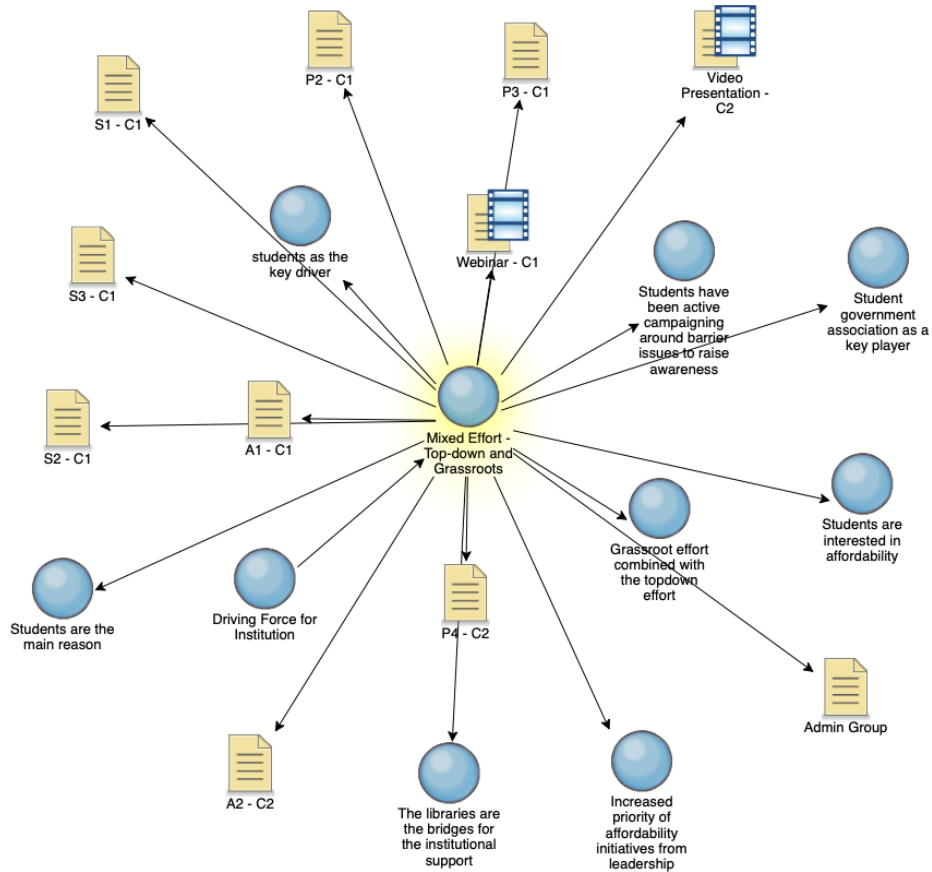 P2 - C1
P3 - C1
Video
Presentation -
C2
S1 - C1
students as the
key driver
Webinar - C1
S3 - C1
Students have
been active
campaigning
around barrier
issues to raise
awareness
Student
government
association as a
key player
S2 - C1
A1 - C1
Mixed Effort -
Top-down and
Grassroots
Students are
interested in
affordability
Grassroot effort
combined with
the topdown
effort
Students are the
main reason
Driving Force for
Institution
P4 - C2
Admin Group
A2 - C2
The libraries are
the bridges for
the institutional
support
Increased
priority of
affordability
initiatives from
leadership